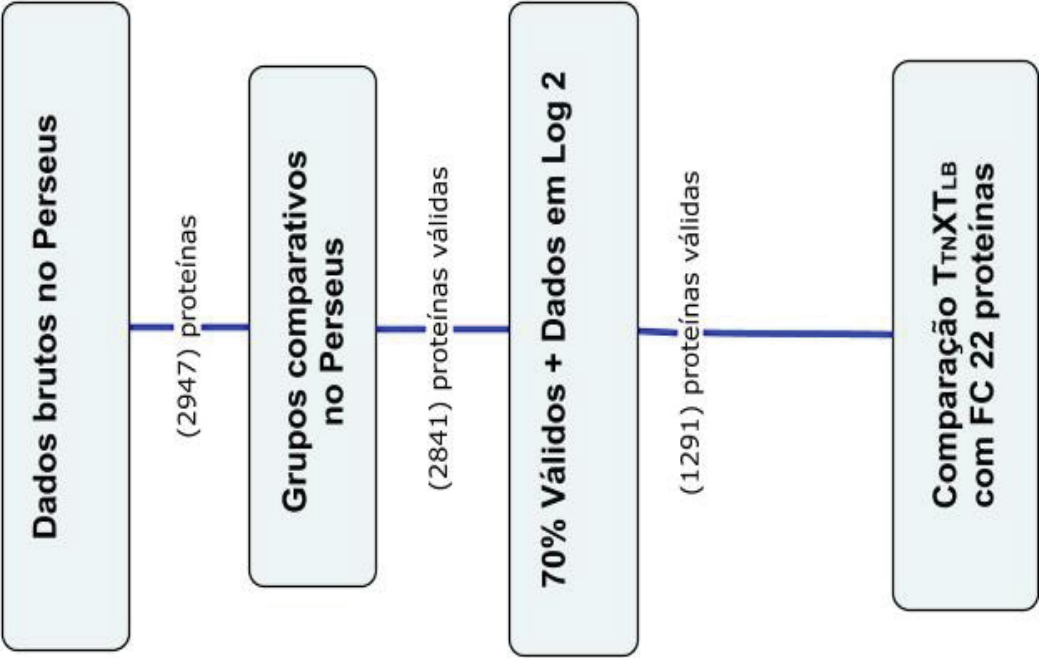 Dados brutos no Perseus
(2947) proteínas
Grupos comparativos
no Perseus
(2841) proteínas válidas
70% Válidos + Dados em Log 2
(1291) proteínas válidas
Comparação TTNXTLB
com FC 22 proteínas